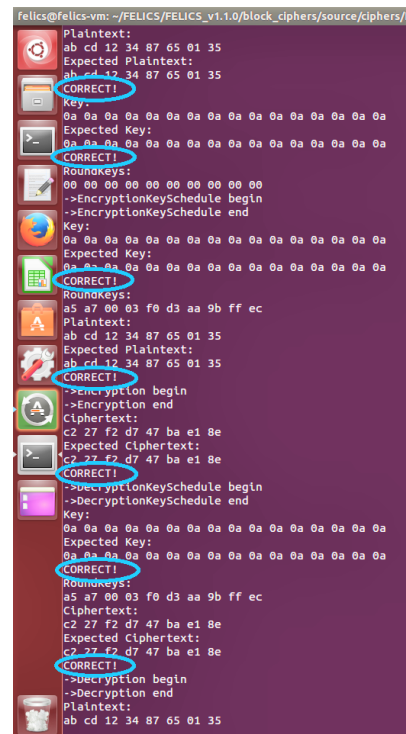 felics@felics-vm: ~/FELICS/FELICS_v1.1.0/block_ciphers/source/ciphers/
Plaintext:
ab cd 12 34 87 65 01 35
Expected Plaintext:
ab cd 12 34 87 65 01 35
CORRECT!
Key:
0a 0a 0a 0a 0a 0a 0a 0a 0a 0a 0a 0a 0a 0a 0a 0a
Expected Key:
0a 0a 0a 0a 0a 0a 0a 0a 0a 0a 0a 0a 0a 0a 0a 0a
CORRECT!
RoundKeys:
00 00 00 00 00 00 00 00 00 00
->EncryptionKeySchedule begin
->EncryptionKeySchedule end
Key:
0a 0a 0a 0a 0a 0a 0a 0a 0a 0a 0a 0a 0a 0a 0a 0a
Expected Key:
0a 0a 0a 0a 0a 0a 0a 0a 0a 0a 0a 0a 0a 0a 0a 0a
CORRECT!
RoundKeys:
a5 a7 00 03 f0 d3 aa 9b ff ec
Plaintext:
ab cd 12 34 87 65 01 35
Expected Plaintext:
ab cd 12 34 87 65 01 35
CORRECT!
->Encryption begin
->Encryption end
Ciphertext:
c2 27 f2 d7 47 ba e1 8e
Expected Ciphertext:
c2 27 f2 d7 47 ba e1 8e
CORRECT!
->DecryptionKeySchedule begin
->DecryptionKeySchedule end
Key:
0a 0a 0a 0a 0a 0a 0a 0a 0a 0a 0a 0a 0a 0a 0a 0a
Expected Key:
0a 0a 0a 0a 0a 0a 0a 0a 0a 0a 0a 0a 0a 0a 0a 0a
CORRECT!
RoundKeys:
a5 a7 00 03 f0 d3 aa 9b ff ec
Ciphertext:
c2 27 f2 d7 47 ba e1 8e
Expected Ciphertext:
c2 27 f2 d7 47 ba e1 8e
CORRECT!
->Decryption begin
->Decryption end
Plaintext:
ab cd 12 34 87 65 01 35